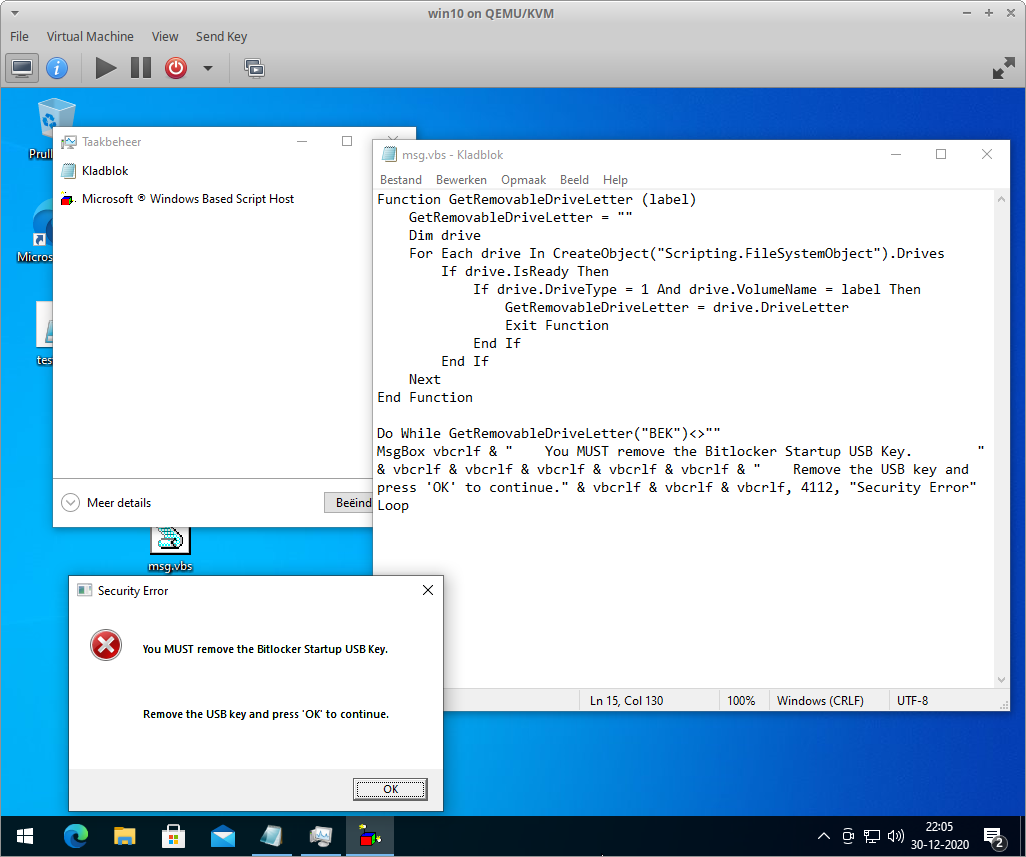 win10 on QEMU/KVM
File Virtual Machine View Send Key
Taakbeheer
Kladblok
Microsoft ® Windows Based Script Host
Meer details
msg.vbs - Kladblok
Bestand Bewerken Opmaak Beeld Help
Function GetRemovableDriveLetter (label)
    GetRemovableDriveLetter = ""
    Dim drive
    For Each drive In CreateObject("Scripting.FileSystemObject").Drives
        If drive.IsReady Then
            If drive.DriveType = 1 And drive.VolumeName = label Then
                GetRemovableDriveLetter = drive.DriveLetter
                Exit Function
            End If
        End If
    Next
End Function
Do While GetRemovableDriveLetter("BEK")<>""
MsgBox vbcrlf & "    You MUST remove the Bitlocker Startup USB Key.        "
& vbcrlf & vbcrlf & vbcrlf & vbcrlf & vbcrlf & "    Remove the USB key and
press 'OK' to continue." & vbcrlf & vbcrlf & vbcrlf, 4112, "Security Error"
Loop
Ln 15, Col 130
100%
Windows (CRLF)
UTF-8
msg.vbs
Security Error
You MUST remove the Bitlocker Startup USB Key.
Remove the USB key and press 'OK' to continue.
OK
22:05
30-12-2020
2